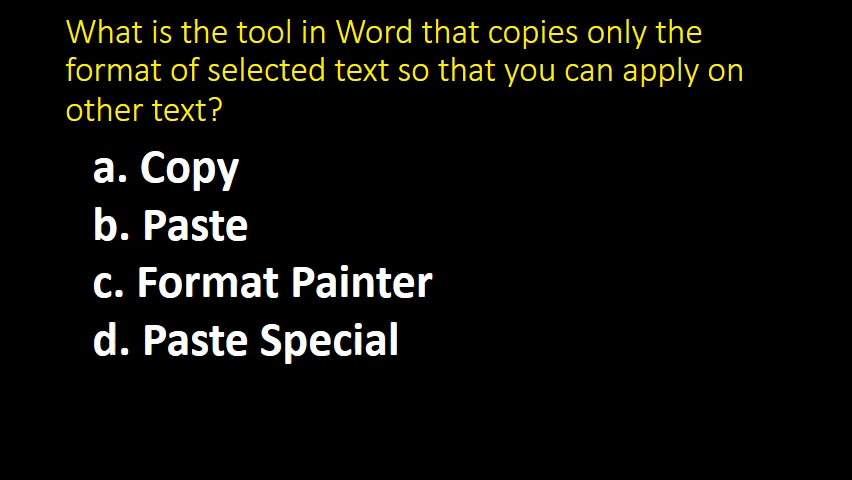 What is the tool in Word that copies only the
format of selected text so that you can apply on
other text?
a. Copy
b. Paste
c. Format Painter
d. Paste Special